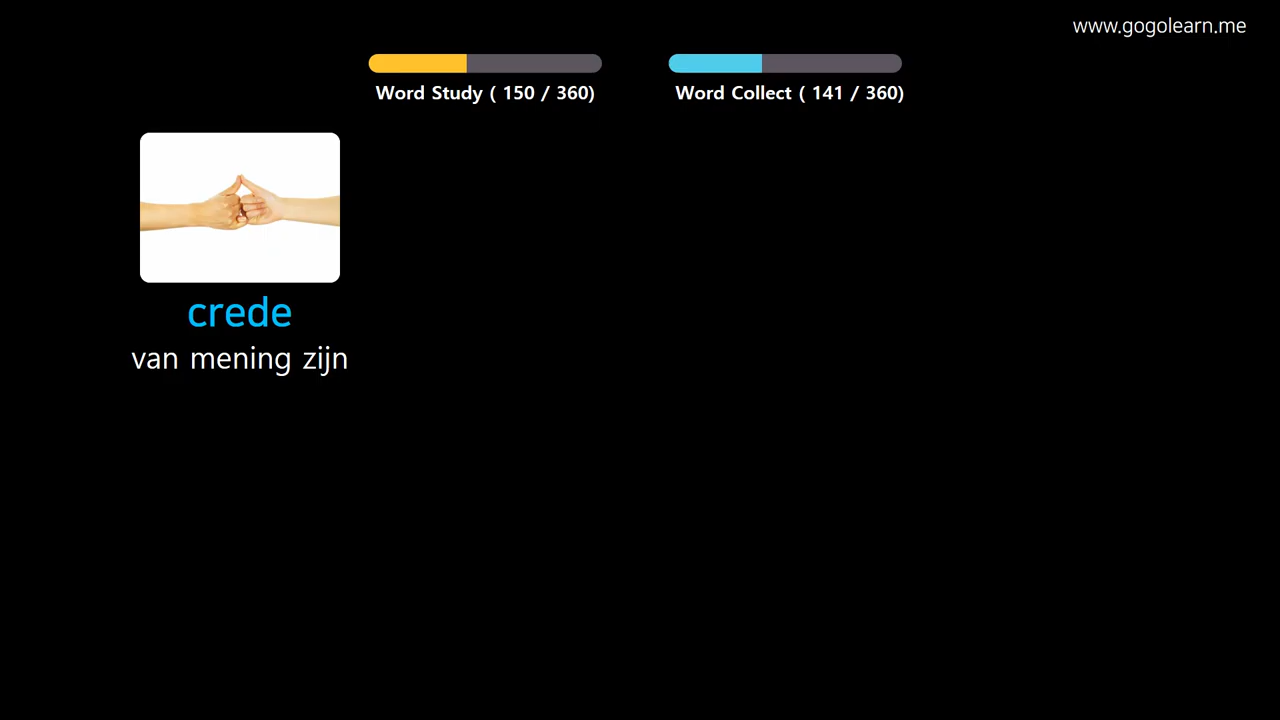 www.gogolearn.me
Word Study ( 150 / 360)
Word Collect ( 141 / 360)
crede
van mening zijn